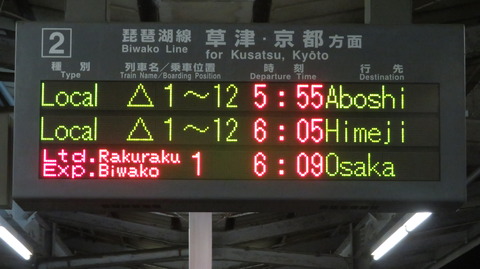 2 琵琶湖線 草津・京都方面
Biwako Line for Kusatsu, Kyōto
種別 列車名/乗車位置 時刻 行先
Type Train Name/Boarding Position Departure Time Destination
Local △1～12 5:55 Aboshi
Local △1～12 6:05 Himeji
Ltd. Exp. Rakuraku Biwako 1 6:09 Osaka